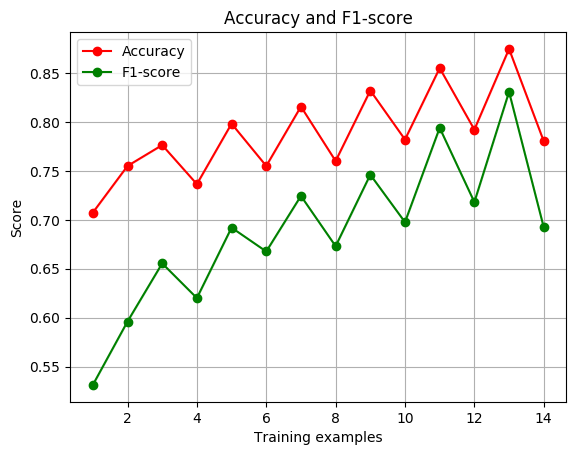 Accuracy and F1-score
Accuracy
F1-score
0.85
0.80
0.75
0.70
0.65
0.60
0.55
Score
2 4 6 8 10 12 14
Training examples